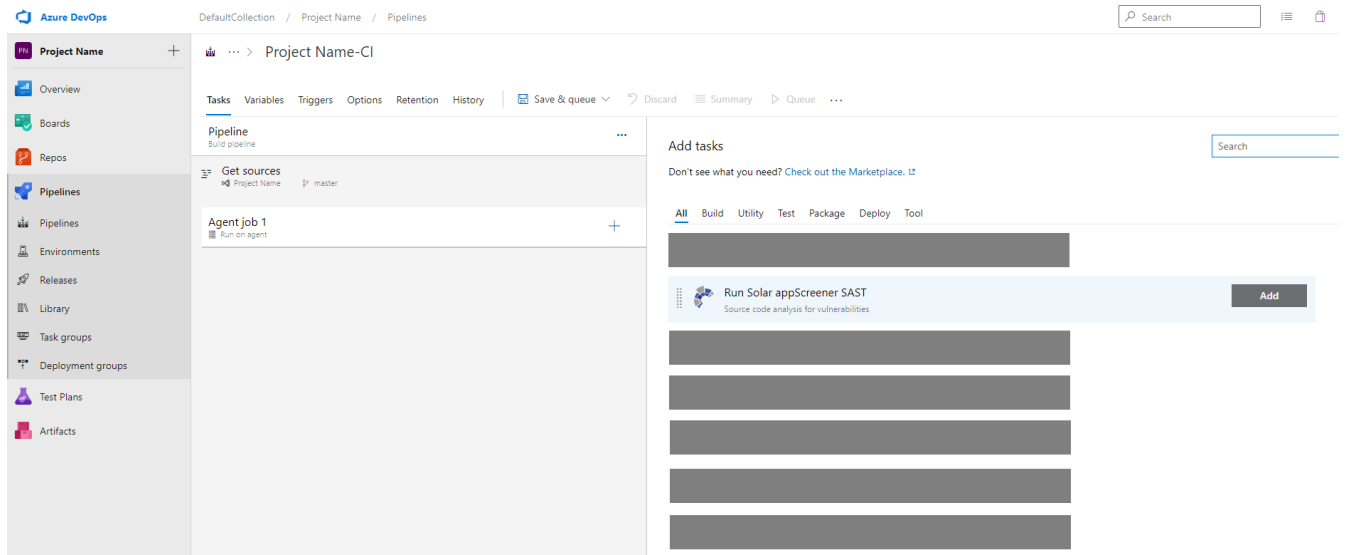 Azure DevOps
DefaultCollection / Project Name / Pipelines
Search
PN Project Name
Project Name-CI
Overview
Boards
Repos
Pipelines
Pipelines
Environments
Releases
Library
Task groups
Deployment groups
Test Plans
Artifacts
Tasks Variables Triggers Options Retention History Save & queue Discard Summary Queue
Pipeline
Build pipeline
Get sources
Project Name master
Agent job 1
Run on agent
Add tasks
Search
Don't see what you need? Check out the Marketplace.
All Build Utility Test Package Deploy Tool
Run Solar appScreener SAST
Source code analysis for vulnerabilities
Add